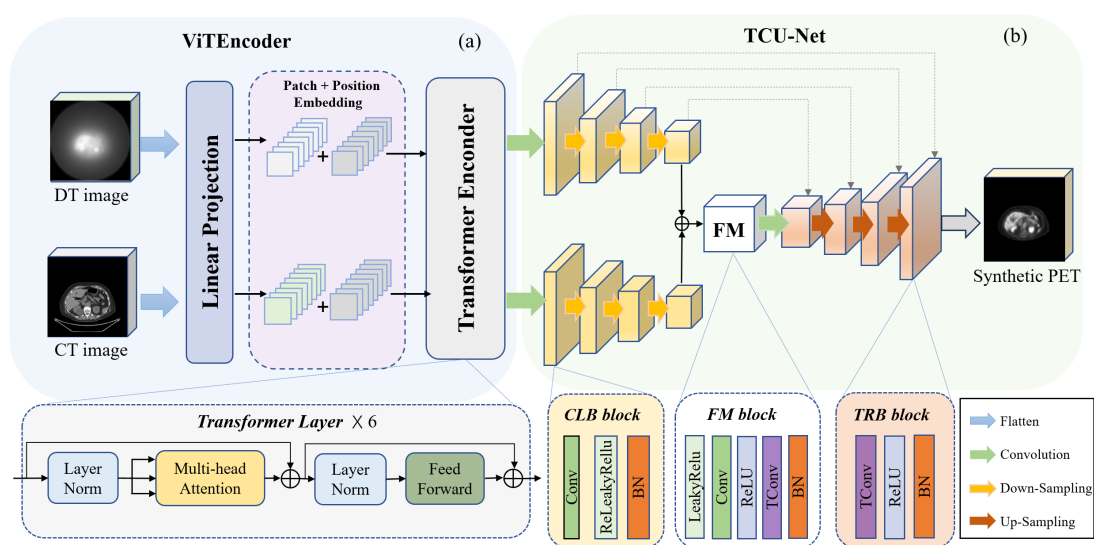 ViTEncoder
(a)
DT image
CT image
Linear Projection
Patch + Position
Embedding
+
+
Transformer Enconder
TCU-Net
(b)
FM
Synthetic PET
Transformer Layer × 6
Layer
Norm
Multi-head
Attention
Layer
Norm
Feed
Forward
CLB block
Conv
ReLeakyRellu
BN
FM block
LeakyRelu
Conv
ReLU
TConv
BN
TRB block
TConv
ReLU
BN
Flatten
Convolution
Down-Sampling
Up-Sampling